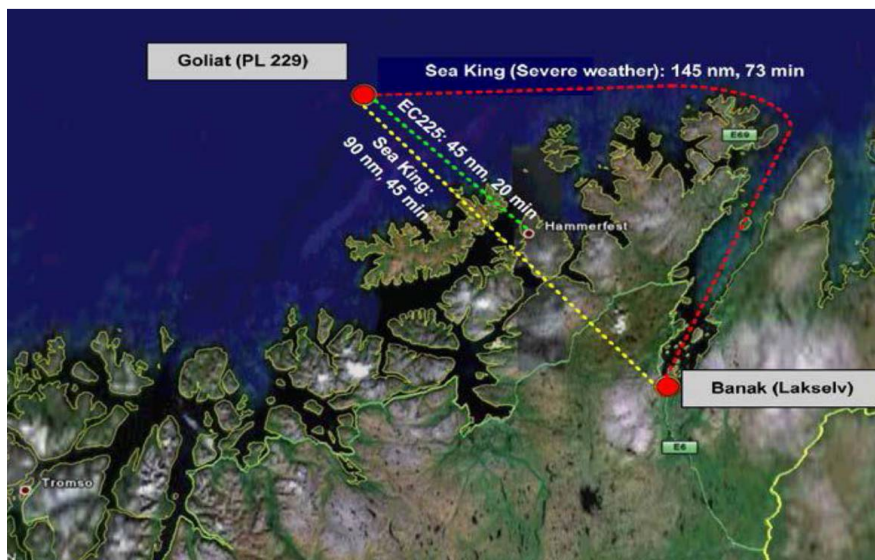 Goliat (PL 229)
Sea King (Severe weather): 145 nm, 73 min
E69
EC225: 45 nm, 20 min
Sea King:
90 nm, 45 min
Hammerfest
Banak (Lakselv)
E6
Tromso